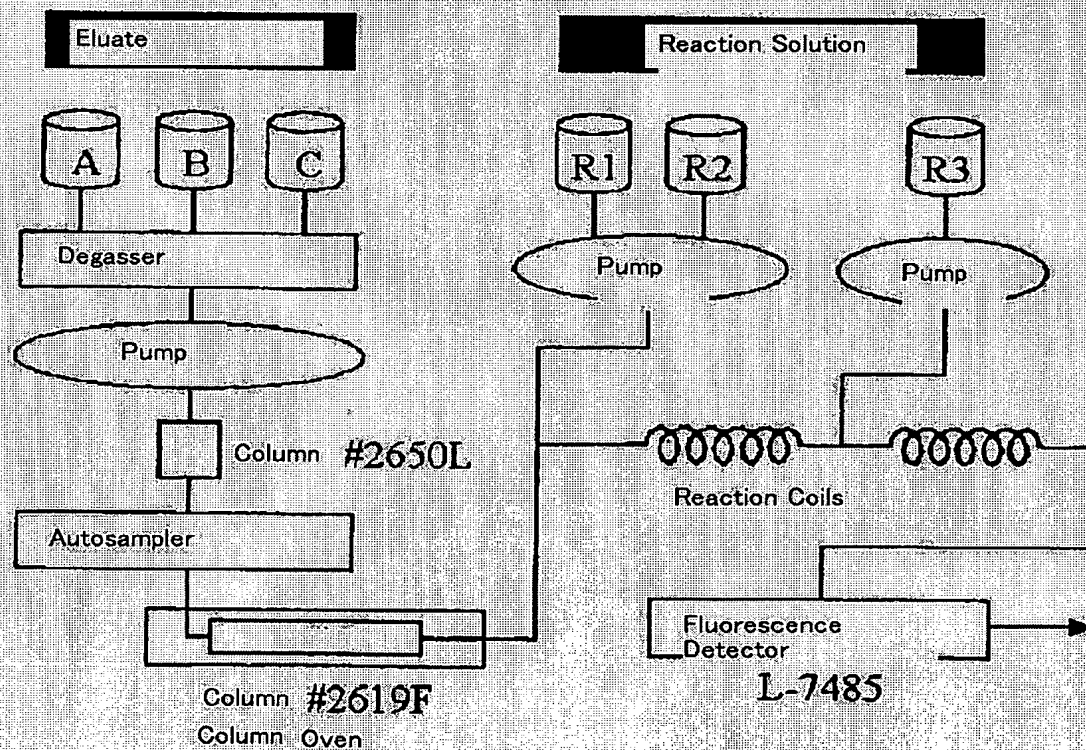 Eluate
Reaction Solution
A B C
R1 R2 R3
Degasser
Pump
Pump
Pump
Column #2650L
Reaction Coils
Autosampler
Fluorescence
Detector
L-7485
Column #2619F
Column Oven